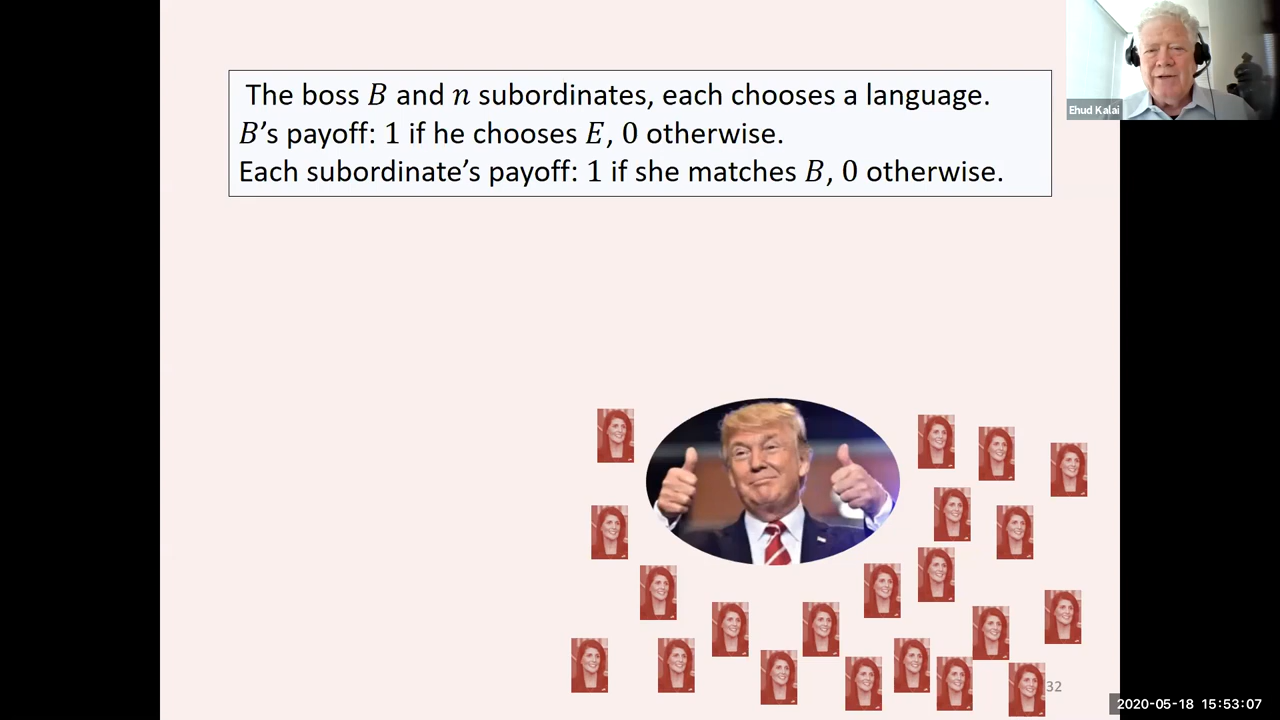 The boss B and n subordinates, each chooses a language.
B’s payoff: 1 if he chooses E, 0 otherwise.
Each subordinate’s payoff: 1 if she matches B, 0 otherwise.
Ehud Kalai
32
2020-05-18 15:53:07